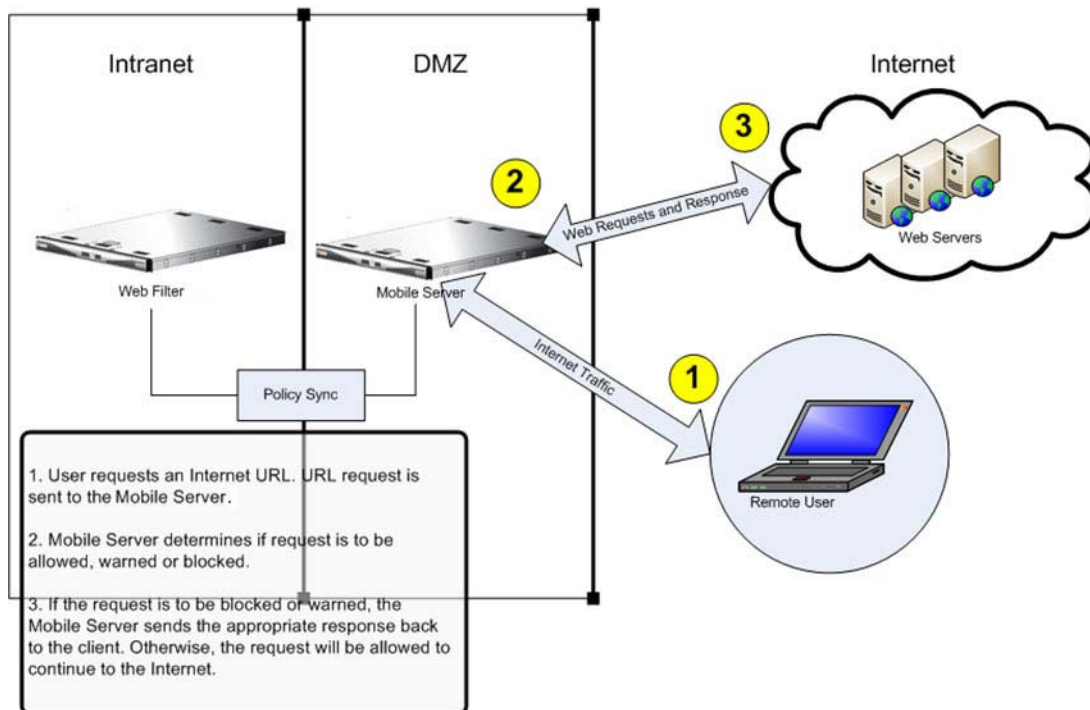 Intranet
DMZ
Internet
3
2
Web Requests and Response
Web Servers
Web Filter
Mobile Server
Internet Traffic
1
Policy Sync
Remote User
1. User requests an Internet URL. URL request is
sent to the Mobile Server.
2. Mobile Server determines if request is to be
allowed, warned or blocked.
3. If the request is to be blocked or warned, the
Mobile Server sends the appropriate response back
to the client. Otherwise, the request will be allowed to
continue to the Internet.